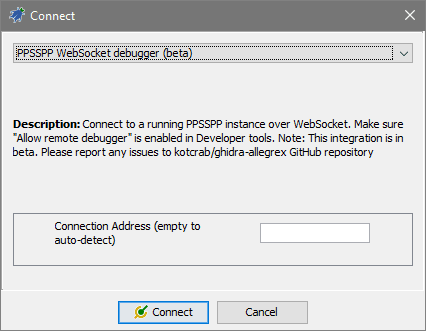 Connect
PPSSPP WebSocket debugger (beta)
Description: Connect to a running PPSSPP instance over WebSocket. Make sure
"Allow remote debugger" is enabled in Developer tools. Note: This integration is in
beta. Please report any issues to kotcrab/ghidra-allegrex GitHub repository
Connection Address (empty to
auto-detect)
Connect
Cancel